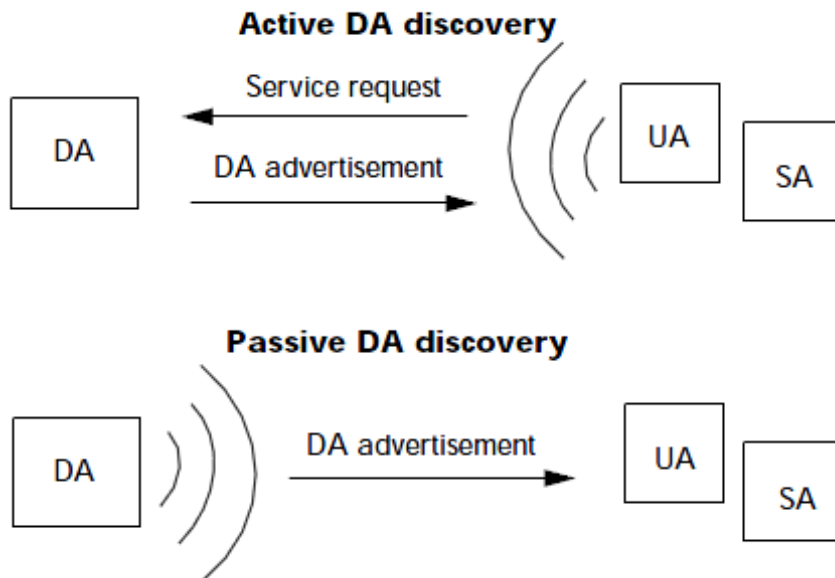 Active DA discovery
Service request
DA
UA
DA advertisement
SA
Passive DA discovery
DA advertisement
DA
UA
SA